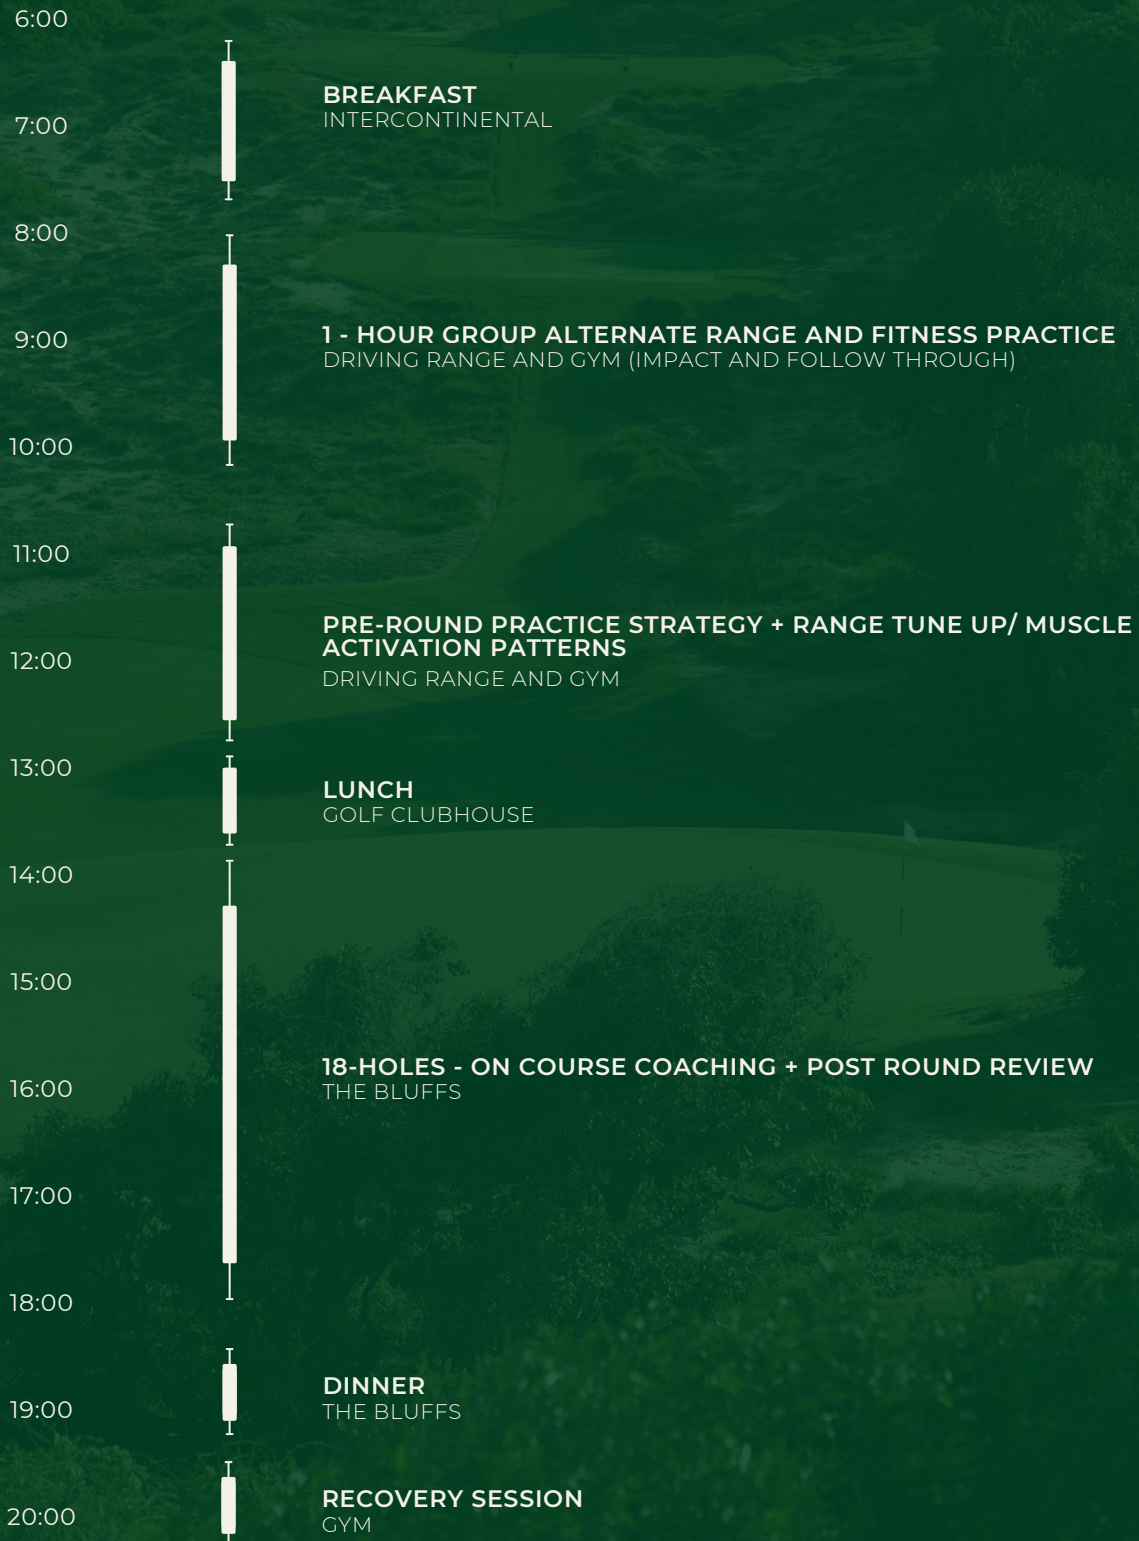 6:00
BREAKFAST
INTERCONTINENTAL
7:00
8:00
9:00
1 - HOUR GROUP ALTERNATE RANGE AND FITNESS PRACTICE
DRIVING RANGE AND GYM (IMPACT AND FOLLOW THROUGH)
10:00
11:00
PRE-ROUND PRACTICE STRATEGY + RANGE TUNE UP/ MUSCLE
ACTIVATION PATTERNS
12:00
DRIVING RANGE AND GYM
13:00
LUNCH
GOLF CLUBHOUSE
14:00
15:00
18-HOLES - ON COURSE COACHING + POST ROUND REVIEW
THE BLUFFS
16:00
17:00
18:00
DINNER
THE BLUFFS
19:00
RECOVERY SESSION
GYM
20:00